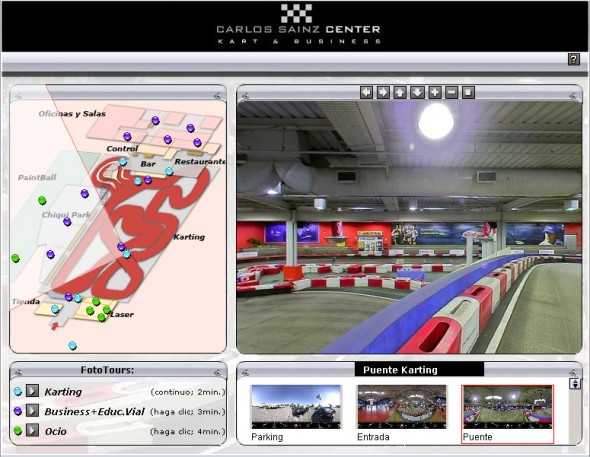 CARLOS SAINZ CENTER
KART & BUSINESS
?
Oficinas y Salas
Control
Bar
Restaurante
PaintBall
Chiqui Park
Karting
Tienda
Laser
FotoTours:
Karting (continuo; 2min.)
Business+Educ.Vial (haga clic; 3min.)
Ocio (haga clic; 4min.)
Puente Karting
Parking
Entrada
Puente